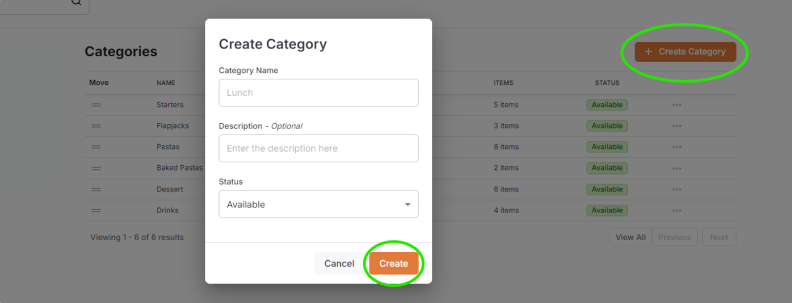 Categories
+ Create Category
Move NAME ITEMS STATUS
Starters 5 items Available ...
Flapjacks 3 items Available ...
Pastas 8 items Available ...
Baked Pastas 2 items Available ...
Dessert 6 items Available ...
Drinks 4 items Available ...
Viewing 1 - 6 of 6 results View All Previous Next
Create Category
Category Name
Lunch
Description - Optional
Enter the description here
Status
Available
Cancel Create